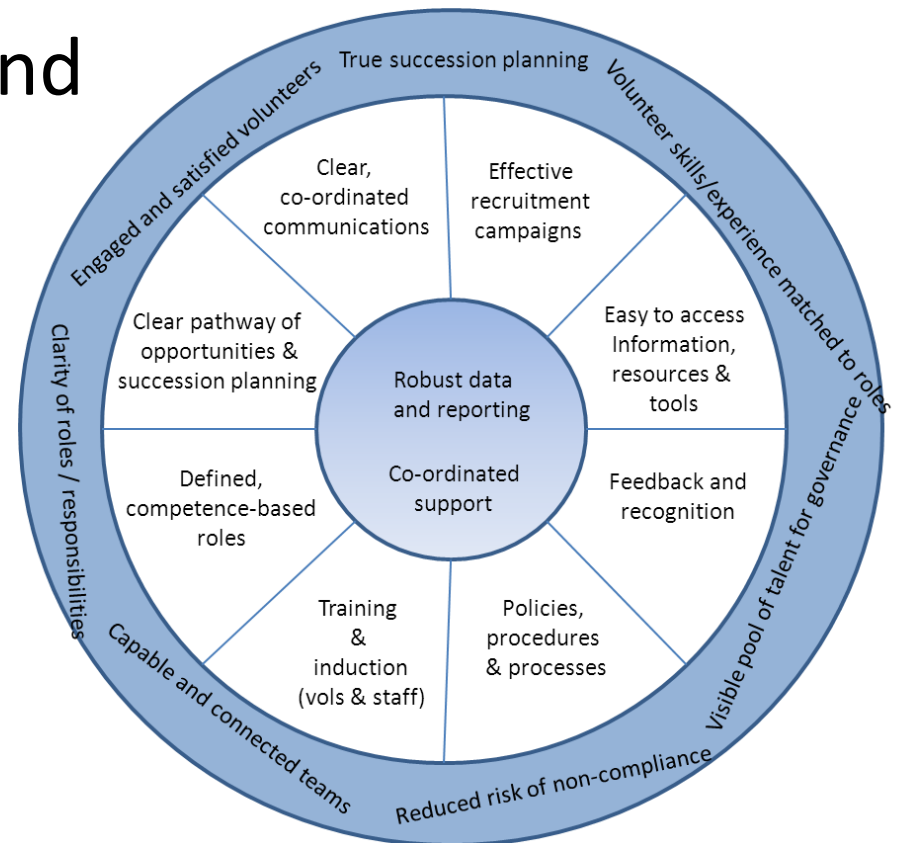 nd
True succession planning
Volunteer skills/experience matched to roles
Visible pool of talent for governance
Reduced risk of non-compliance
Capable and connected teams
Clarity of roles / responsibilities
Engaged and satisfied volunteers
Clear,
co-ordinated
communications
Effective
recruitment
campaigns
Easy to access
Information,
resources &
tools
Feedback and
recognition
Policies,
procedures
& processes
Training
&
induction
(vols & staff)
Defined,
competence-based
roles
Clear pathway of
opportunities &
succession planning
Robust data
and reporting
Co-ordinated
support